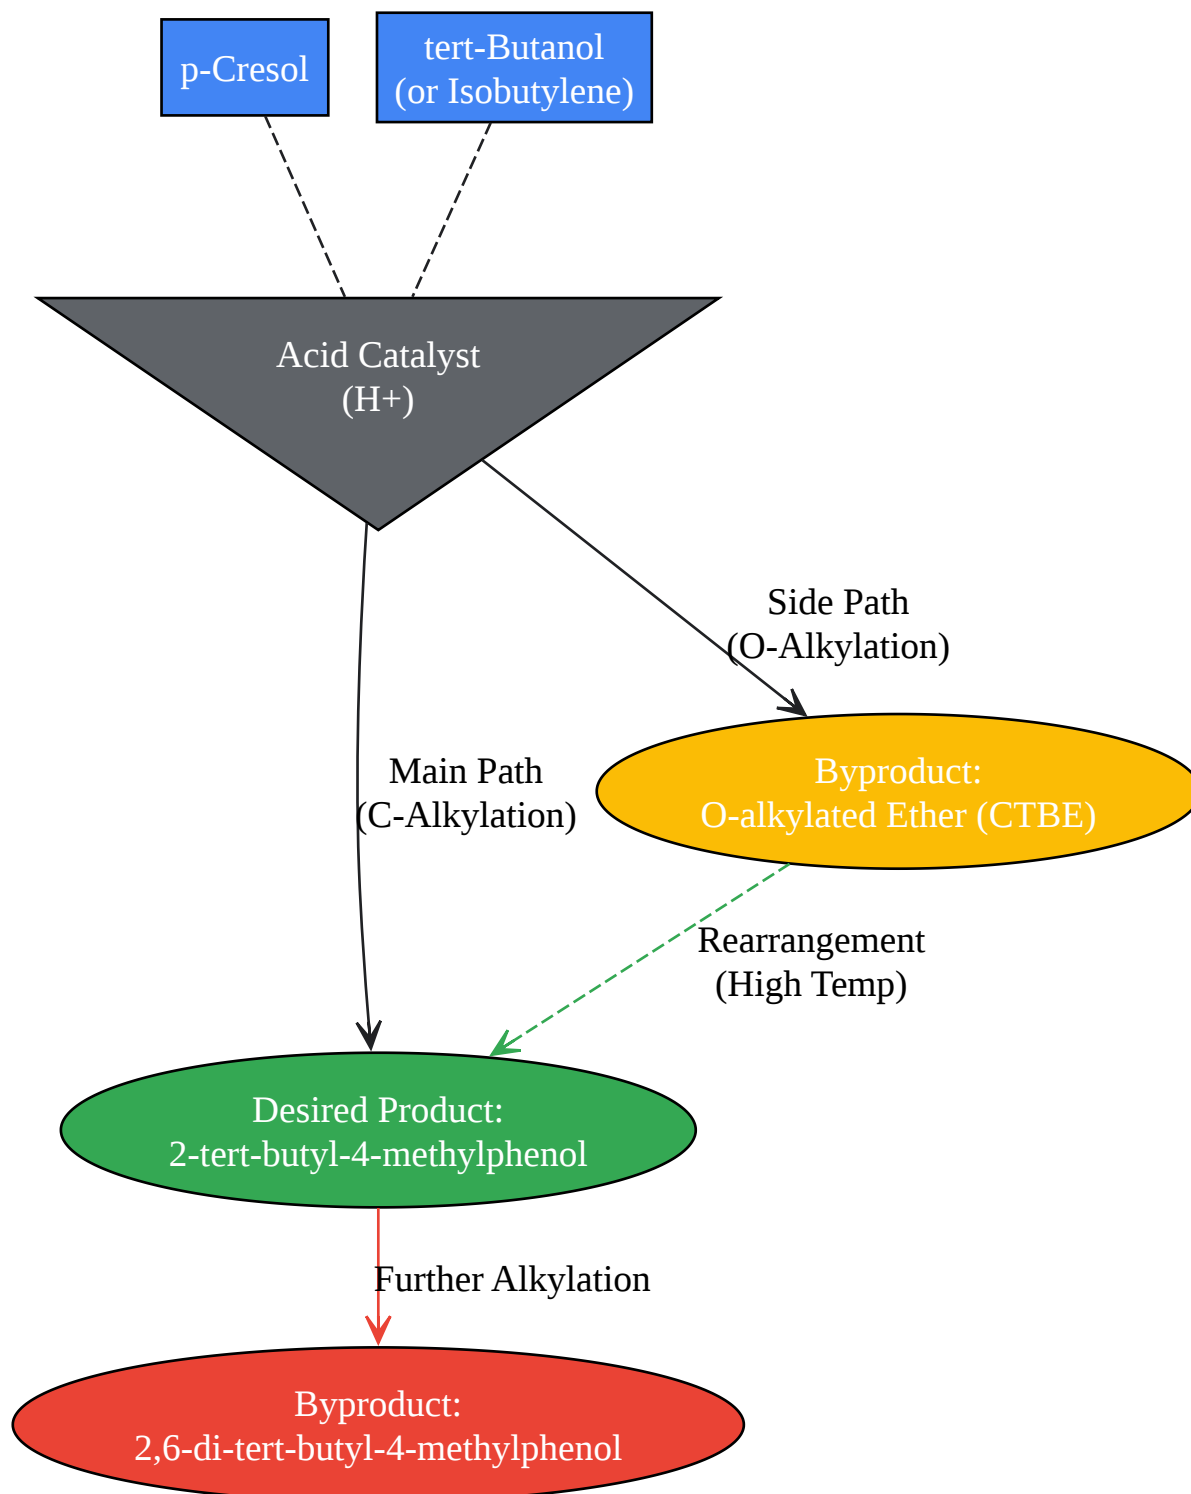 p-Cresol
tert-Butanol
(or Isobutylene)
Acid Catalyst
(H+)
Side Path
(O-Alkylation)
Main Path
(C-Alkylation)
Byproduct:
O-alkylated Ether (CTBE)
Rearrangement
(High Temp)
Desired Product:
2-tert-butyl-4-methylphenol
Further Alkylation
Byproduct:
2,6-di-tert-butyl-4-methylphenol